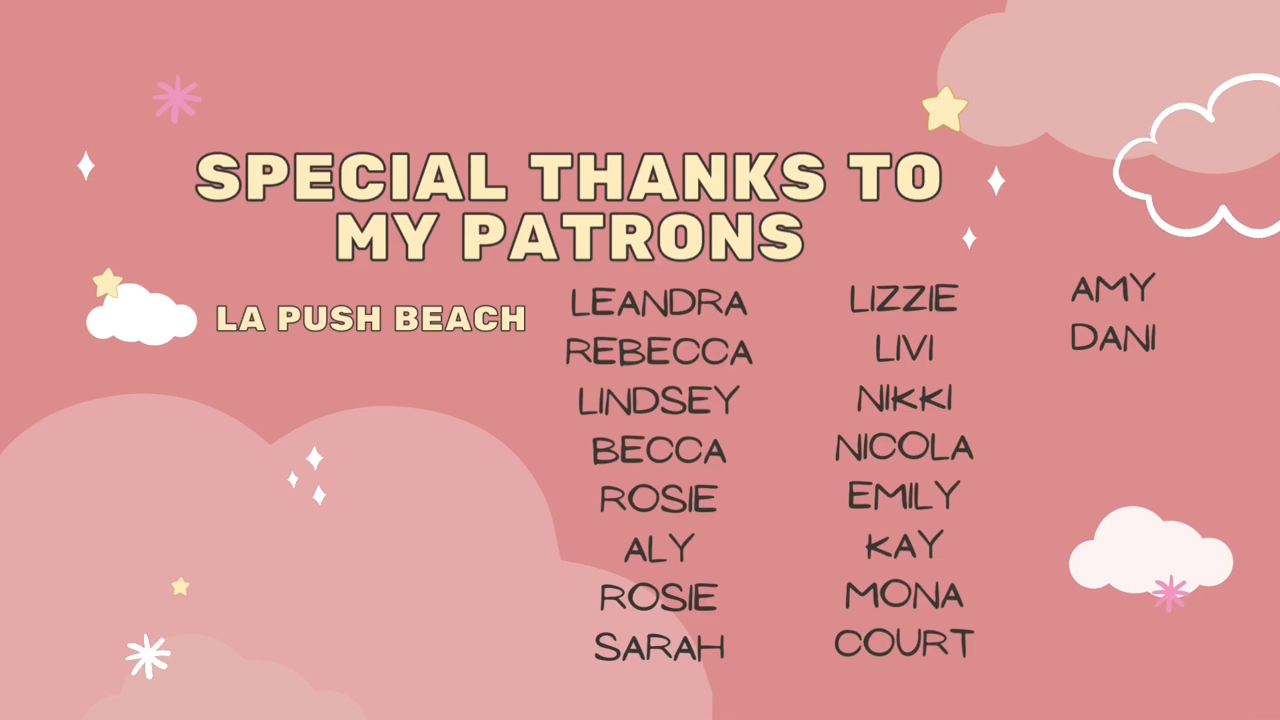 SPECIAL THANKS TO
MY PATRONS
LA PUSH BEACH
LEANDRA
REBECCA
LINDSEY
BECCA
ROSIE
ALY
ROSIE
SARAH
LIZZIE
LIVI
NIKKI
NICOLA
EMILY
KAY
MONA
COURT
AMY
DANI